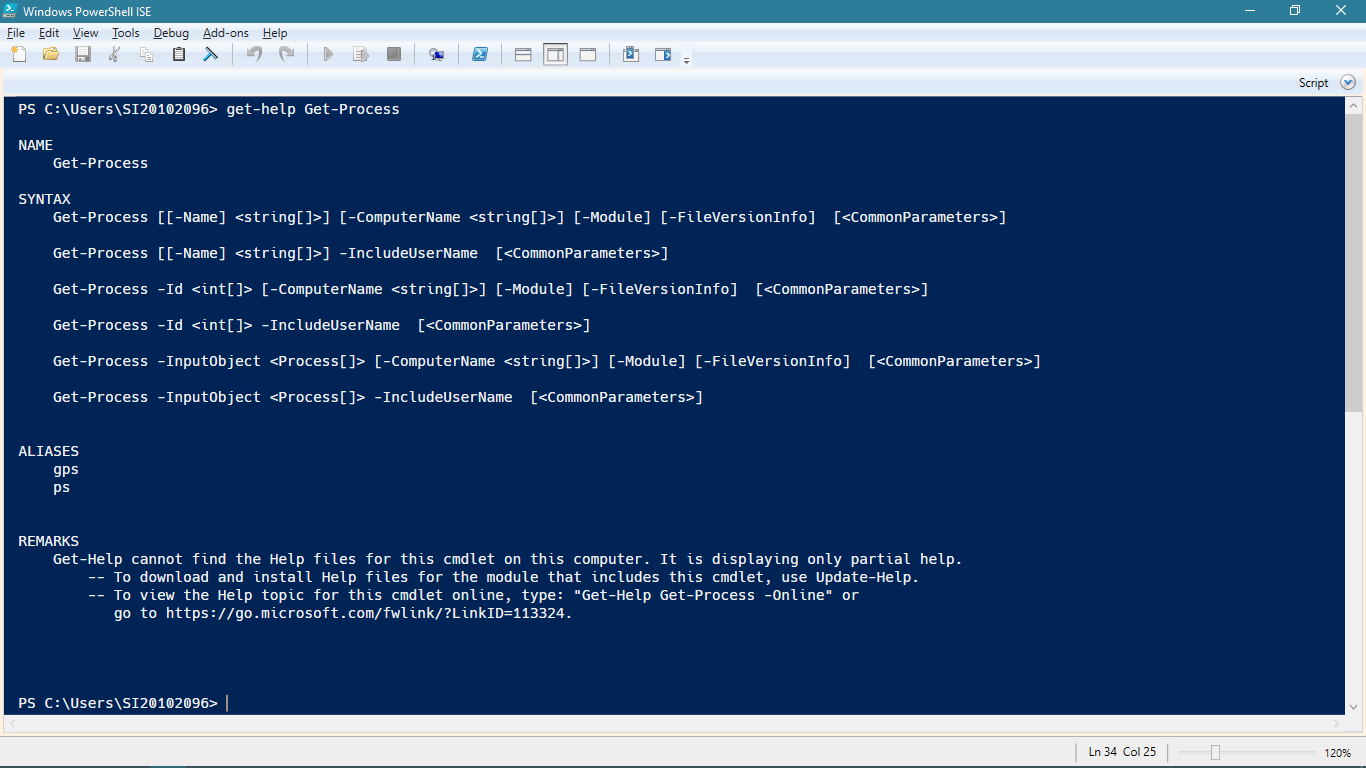 Windows PowerShell ISE
File Edit View Tools Debug Add-ons Help
Script
PS C:\Users\SI20102096> get-help Get-Process
NAME
    Get-Process
SYNTAX
    Get-Process [[-Name] <string[]>] [-ComputerName <string[]>] [-Module] [-FileVersionInfo]  [<CommonParameters>]
    Get-Process [[-Name] <string[]>] -IncludeUserName  [<CommonParameters>]
    Get-Process -Id <int[]> [-ComputerName <string[]>] [-Module] [-FileVersionInfo]  [<CommonParameters>]
    Get-Process -Id <int[]> -IncludeUserName  [<CommonParameters>]
    Get-Process -InputObject <Process[]> [-ComputerName <string[]>] [-Module] [-FileVersionInfo]  [<CommonParameters>]
    Get-Process -InputObject <Process[]> -IncludeUserName  [<CommonParameters>]
ALIASES
    gps
    ps
REMARKS
    Get-Help cannot find the Help files for this cmdlet on this computer. It is displaying only partial help.
        -- To download and install Help files for the module that includes this cmdlet, use Update-Help.
        -- To view the Help topic for this cmdlet online, type: "Get-Help Get-Process -Online" or
           go to https://go.microsoft.com/fwlink/?LinkID=113324.
PS C:\Users\SI20102096>
Ln 34 Col 25
120%